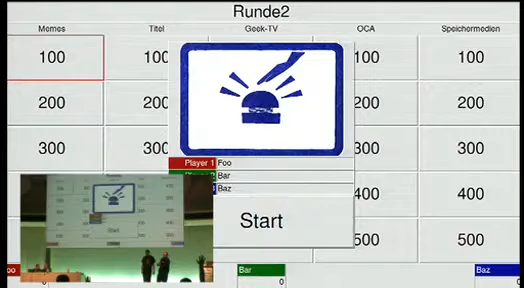 Runde2
Memes Titel Geek-TV OCA Speichermedien
100 100 100 100
200 200 200 200
300 300 300 300
Player 1 Foo
Bar
Baz
400 400
Start
500 500
Bar Baz
0 0